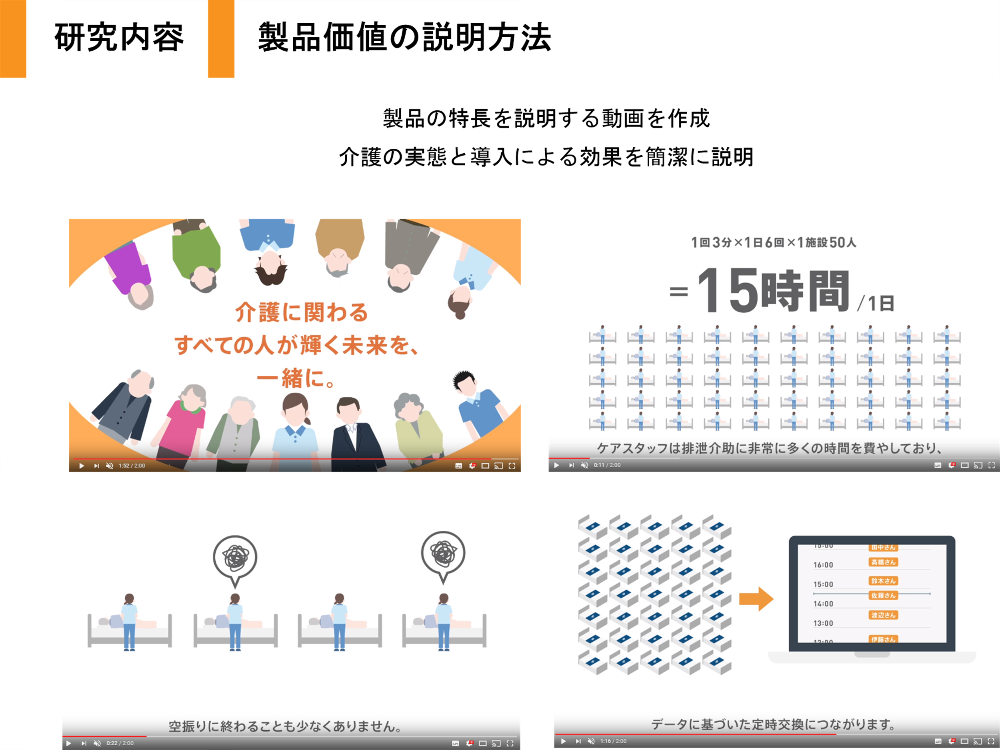 研究内容
製品価値の説明方法
製品の特長を説明する動画を作成
介護の実態と導入による効果を簡潔に説明
介護に関わる
すべての人が輝く未来を、
一緒に。
1:52 / 2:00
1回3分×1日6回×1施設50人
=15時間/1日
ケアスタッフは排泄介助に非常に多くの時間を費やしており、
0:11 / 2:00
空振りに終わることも少なくありません。
0:22 / 2:00
15:00 田中さん
16:00 高橋さん
15:00 鈴木さん
佐藤さん
14:00
渡辺さん
13:00
12:00 伊藤さん
データに基づいた定時交換につながります。
1:16 / 2:00